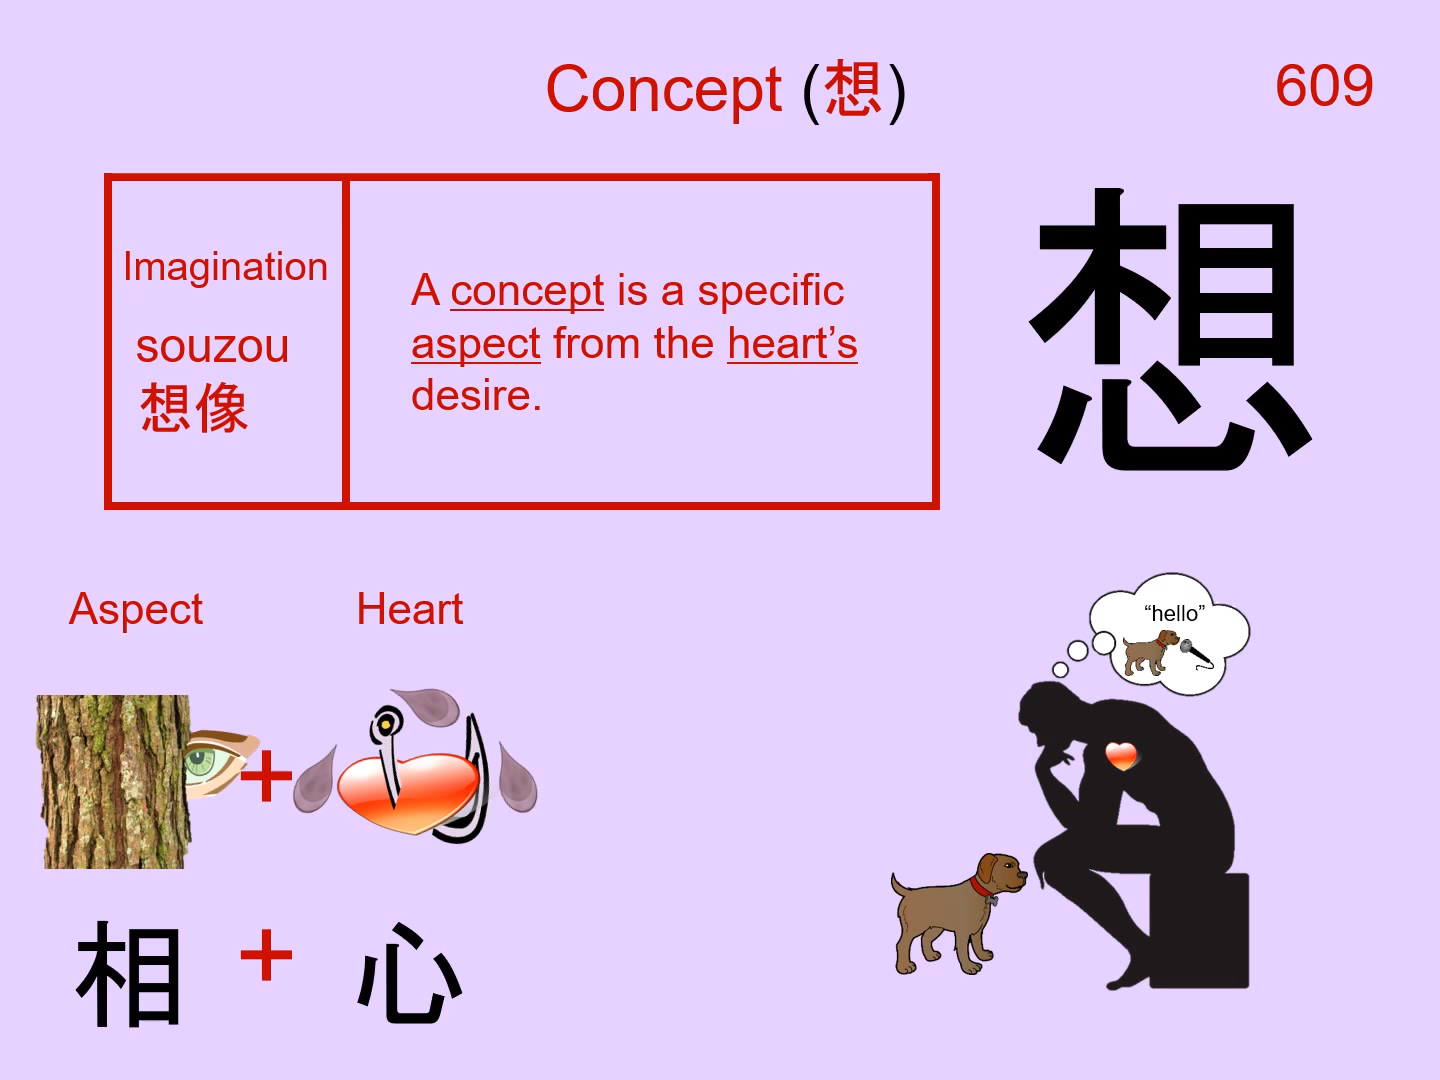 Concept (想)
609
Imagination
souzou
想像
A concept is a specific
aspect from the heart’s
desire.
想
Aspect
Heart
+
相 + 心
“hello”